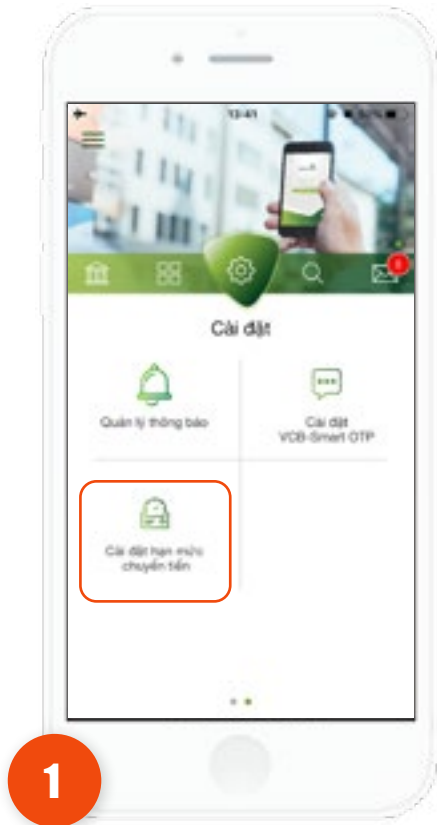 13:41
Cài đặt
Quản lý thông báo
Cài đặt
VCB-Smart OTP
Cài đặt hạn mức
chuyển tiền
1